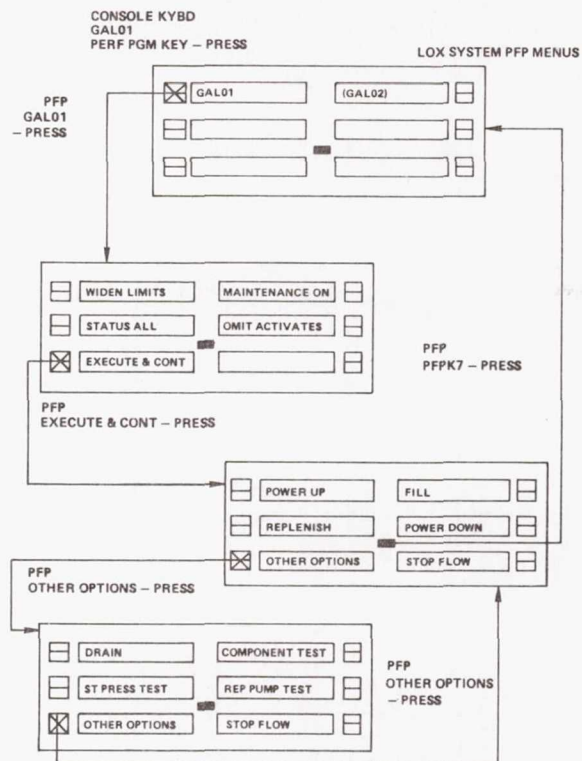 CONSOLE KYBD
GAL01
PERF PGM KEY – PRESS
LOX SYSTEM PFP MENUS
PFP
GAL01
– PRESS
GAL01 (GAL02)
WIDEN LIMITS MAINTENANCE ON
STATUS ALL OMIT ACTIVATES
EXECUTE & CONT
PFP
PFPK7 – PRESS
PFP
EXECUTE & CONT – PRESS
POWER UP FILL
REPLENISH POWER DOWN
OTHER OPTIONS STOP FLOW
PFP
OTHER OPTIONS – PRESS
DRAIN COMPONENT TEST
ST PRESS TEST REP PUMP TEST
OTHER OPTIONS STOP FLOW
PFP
OTHER OPTIONS
– PRESS